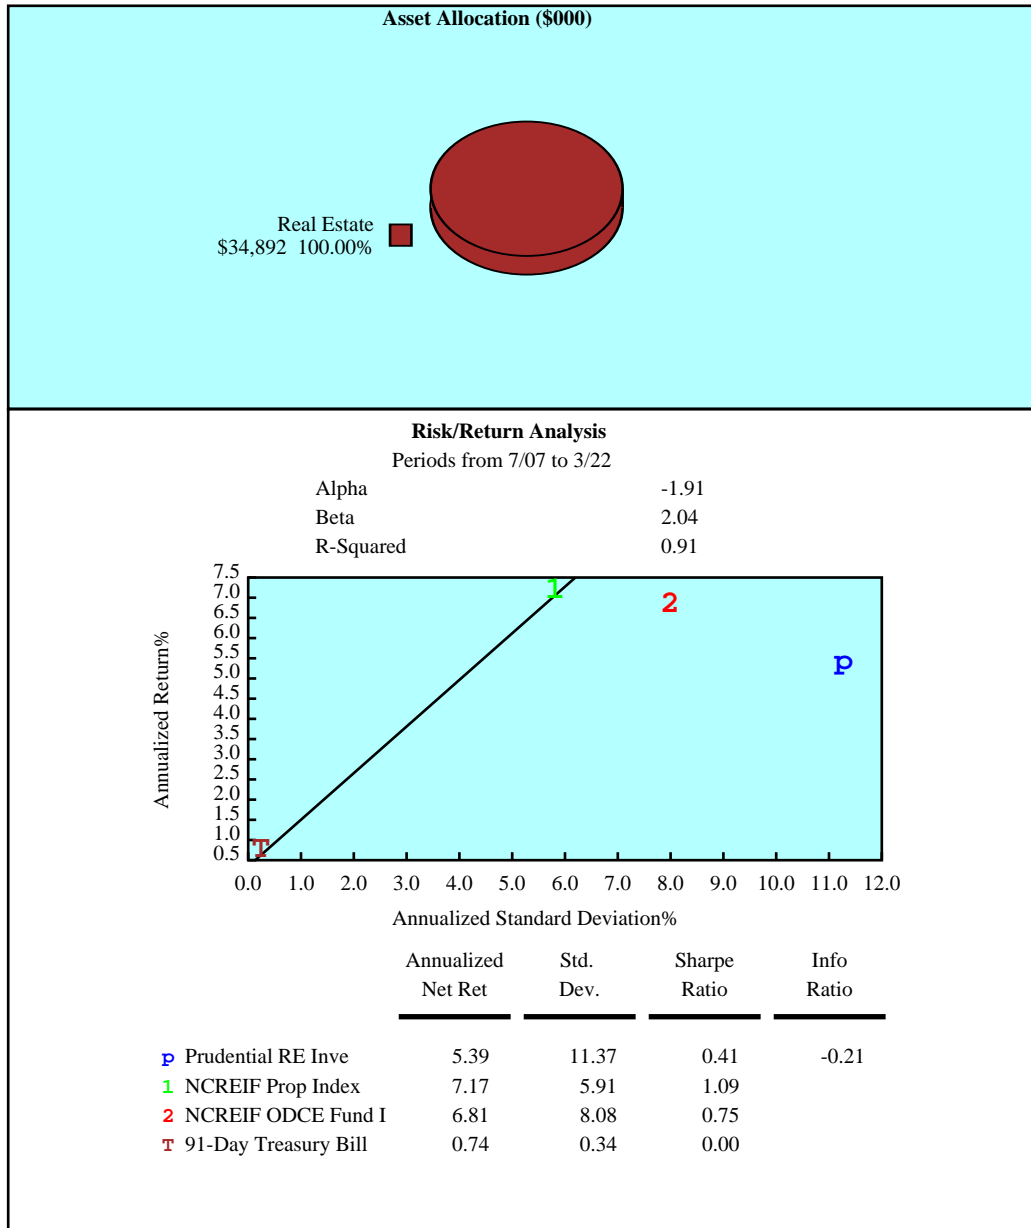 Asset Allocation ($000)
Real Estate
$34,892 100.00%
Risk/Return Analysis
Periods from 7/07 to 3/22
Alpha -1.91
Beta 2.04
R-Squared 0.91
Annualized Return%
7.5
7.0
6.5
6.0
5.5
5.0
4.5
4.0
3.5
3.0
2.5
2.0
1.5
1.0
0.5
1
2
p
T
0.0 1.0 2.0 3.0 4.0 5.0 6.0 7.0 8.0 9.0 10.0 11.0 12.0
Annualized Standard Deviation%
Annualized Std. Sharpe Info
Net Ret Dev. Ratio Ratio
p Prudential RE Inve 5.39 11.37 0.41 -0.21
1 NCREIF Prop Index 7.17 5.91 1.09
2 NCREIF ODCE Fund I 6.81 8.08 0.75
T 91-Day Treasury Bill 0.74 0.34 0.00